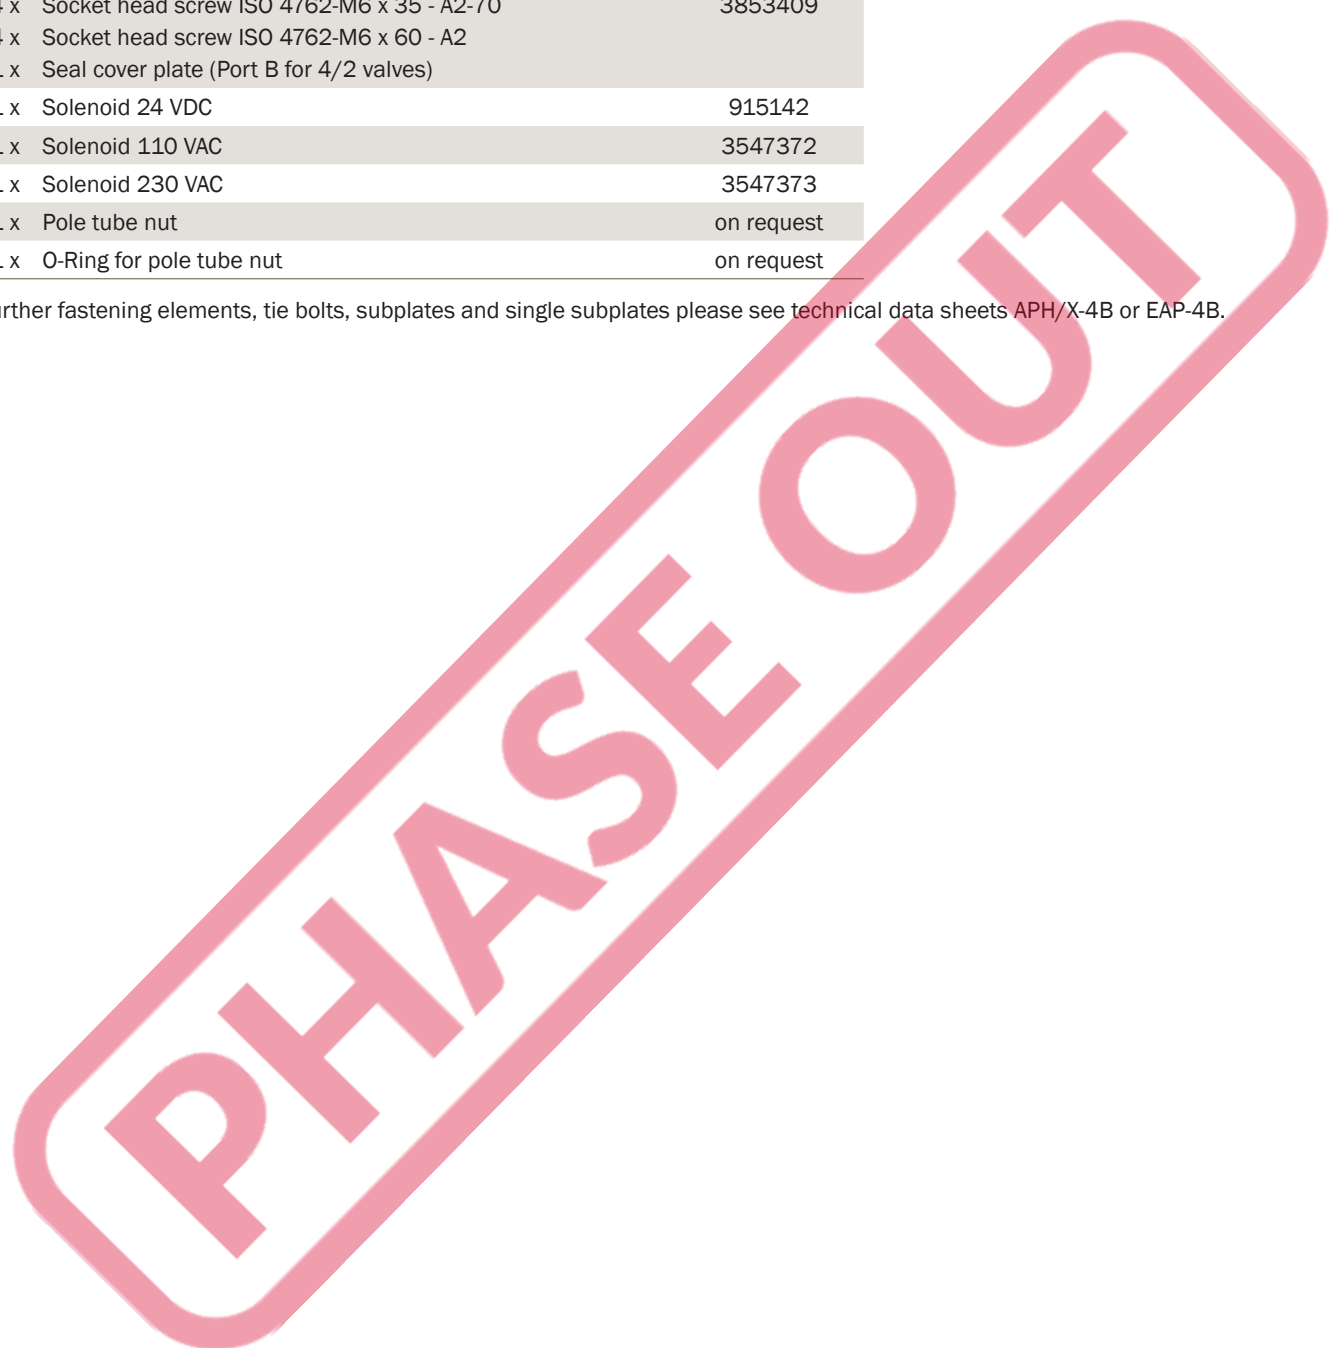 x Socket head screw ISO 4762-M6 x 35 - A2-70 3853409
x Socket head screw ISO 4762-M6 x 60 - A2
x Seal cover plate (Port B for 4/2 valves)
x Solenoid 24 VDC 915142
x Solenoid 110 VAC 3547372
x Solenoid 230 VAC 3547373
x Pole tube nut on request
x O-Ring for pole tube nut on request
fastening elements, tie bolts, subplates and single subplates please see technical data sheets APH/X-4B or EAP-4B.
PHASE OUT